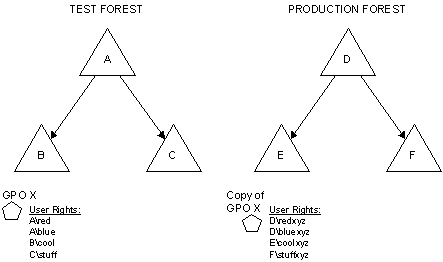 TEST FOREST
PRODUCTION FOREST
A
D
B
C
E
F
GPO X
User Rights:
A\red
A\blue
B\cool
C\stuff
Copy of
GPO X
User Rights:
D\redxyz
D\bluexyz
E\coolxyz
F\stuffxyz